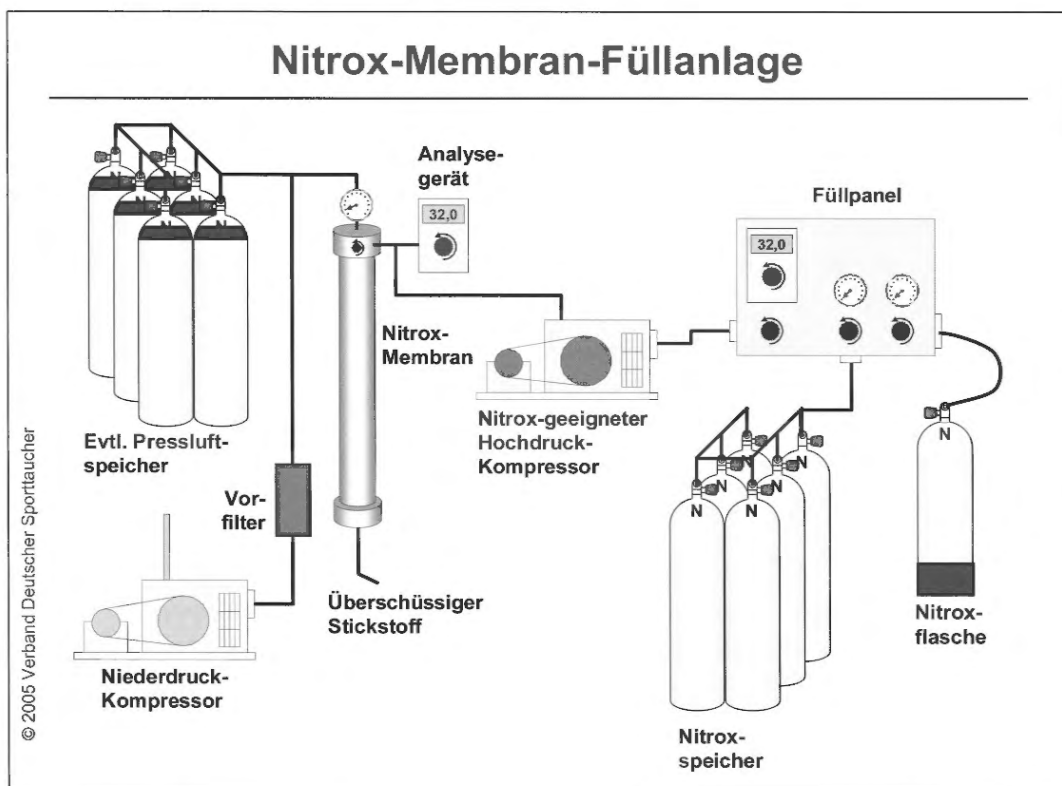 Nitrox-Membran-Füllanlage
Analyse-
gerät
32,0
Füllpanel
32,0
N
N
N
N
N
N
Nitrox-
Membran
Evtl. Pressluft-
speicher
Nitrox-geeigneter
Hochdruck-
Kompressor
N
N
N
N
N
N
Vor-
filter
Überschüssiger
Stickstoff
Nitrox-
flasche
Niederdruck-
Kompressor
Nitrox-
speicher
© 2005 Verband Deutscher Sporttaucher